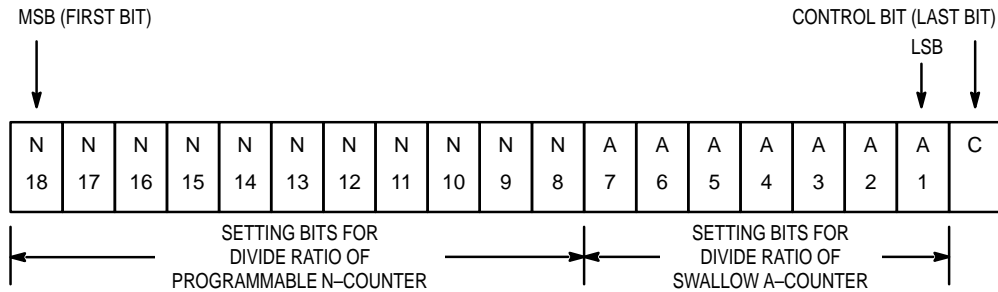 MSB (FIRST BIT) CONTROL BIT (LAST BIT)
LSB
N N N N N N N N N N N A A A A A A A C
18 17 16 15 14 13 12 11 10 9 8 7 6 5 4 3 2 1
SETTING BITS FOR
DIVIDE RATIO OF
PROGRAMMABLE N–COUNTER
SETTING BITS FOR
DIVIDE RATIO OF
SWALLOW A–COUNTER